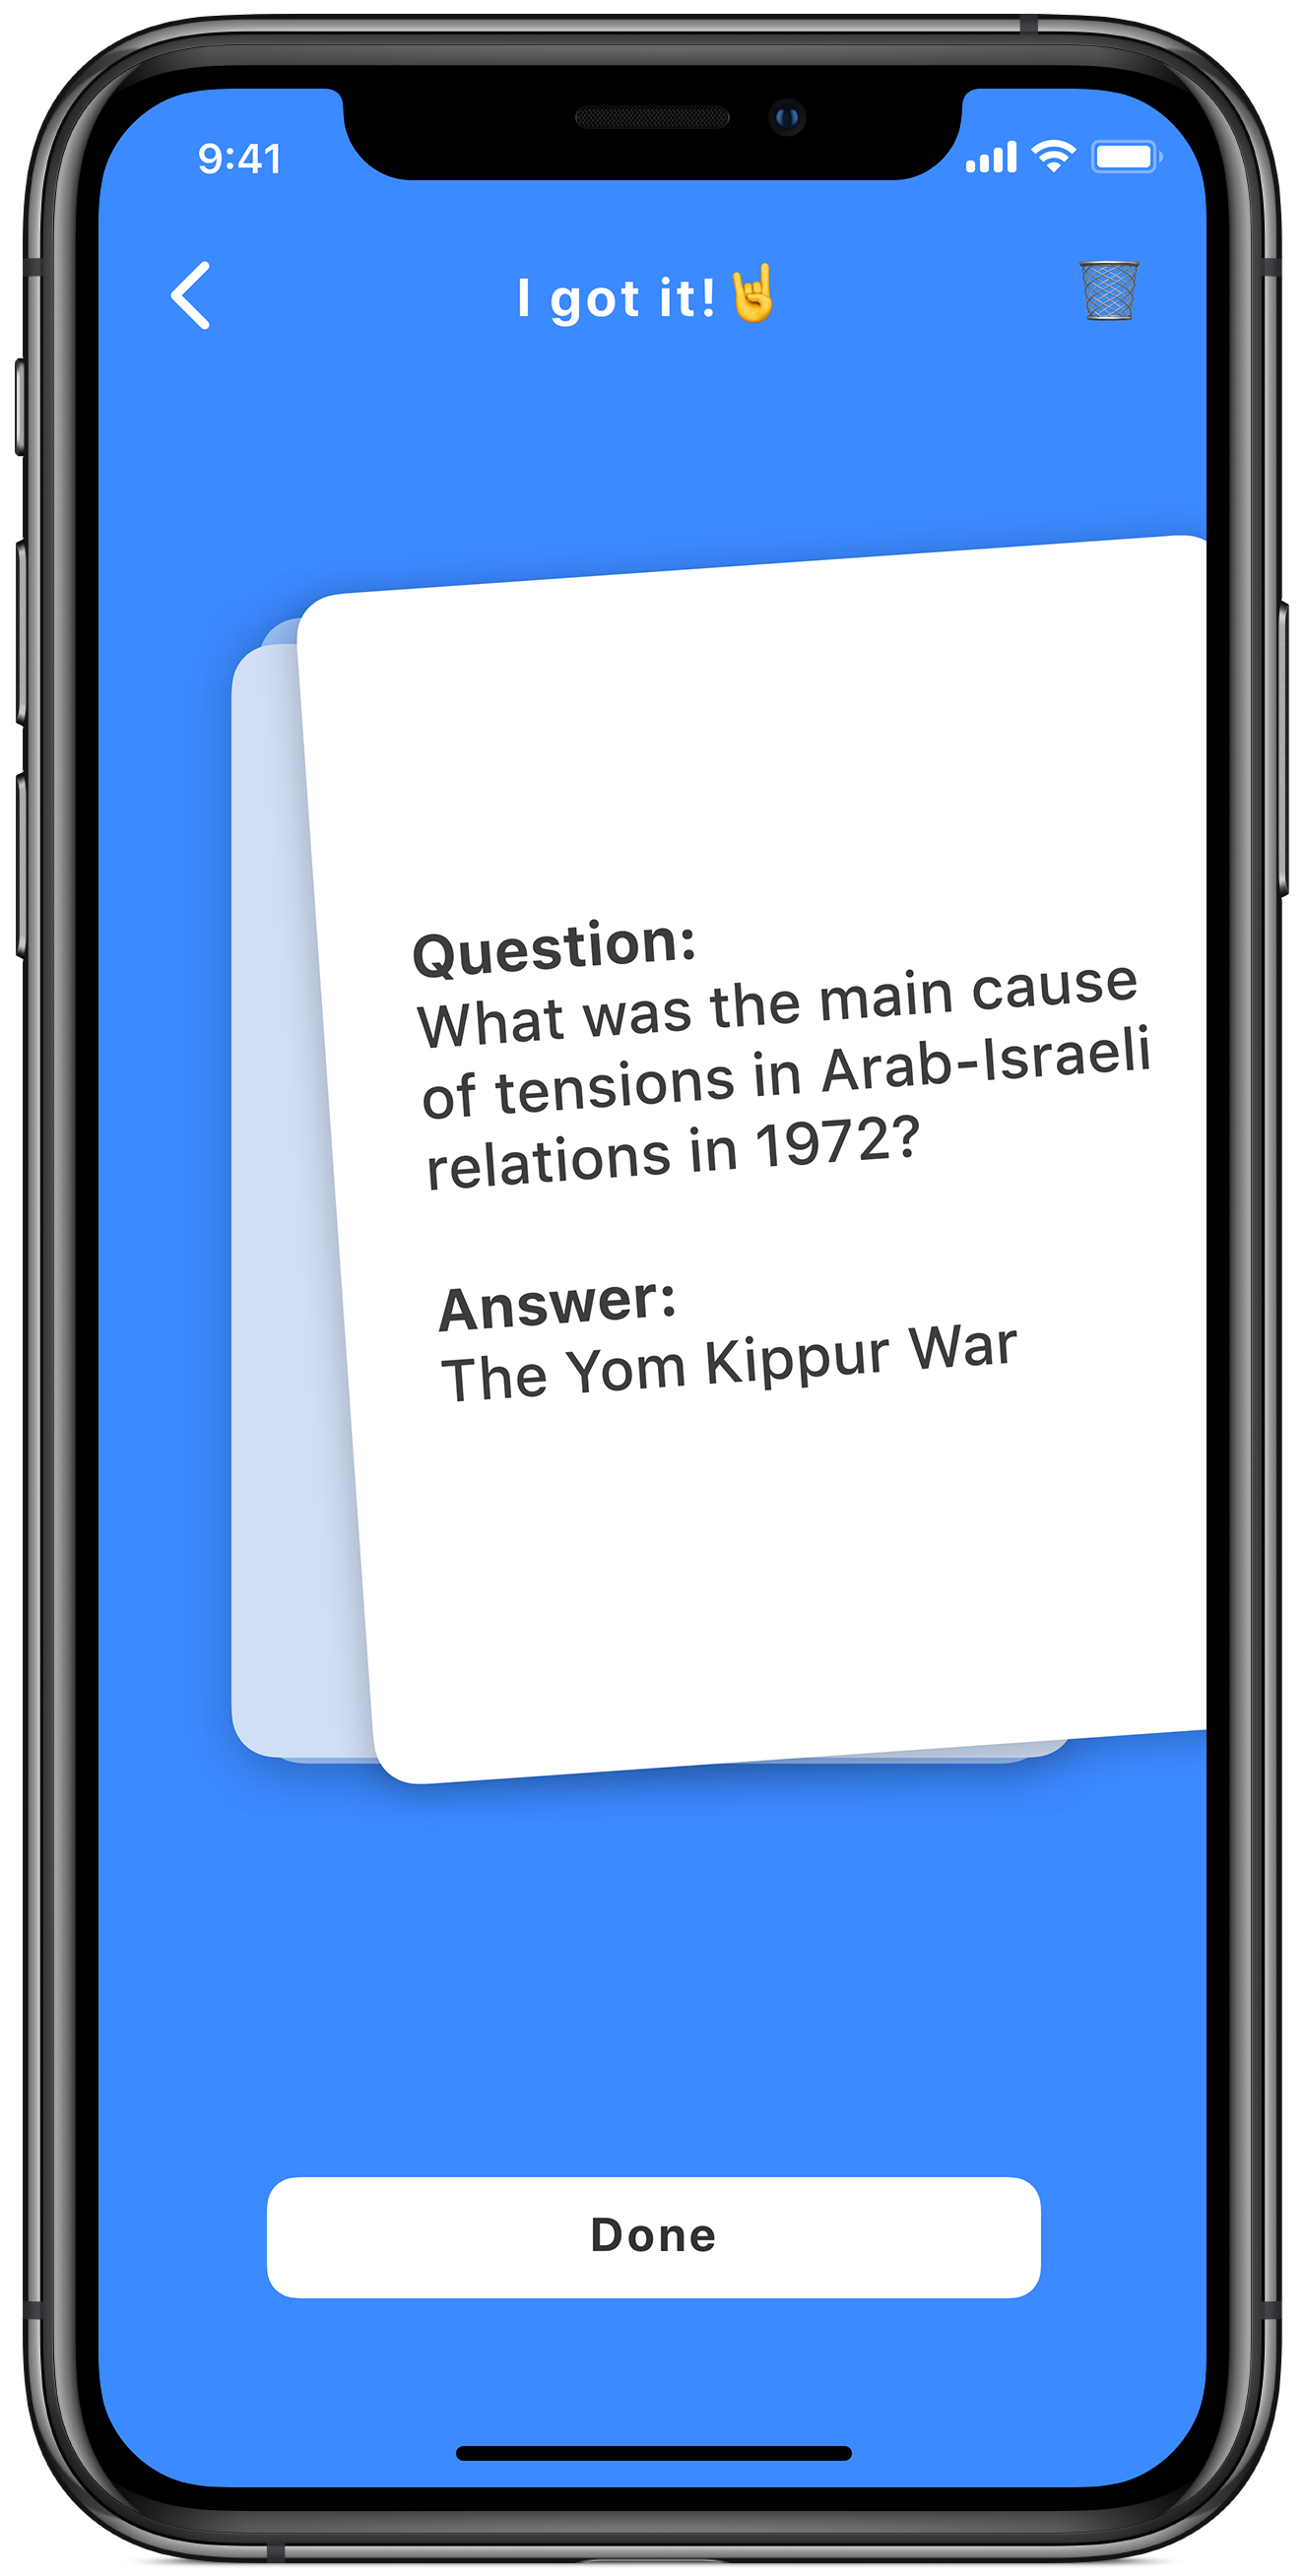 9:41
I got it!🤘
Question:
What was the main cause
of tensions in Arab-Israeli
relations in 1972?
Answer:
The Yom Kippur War
Done